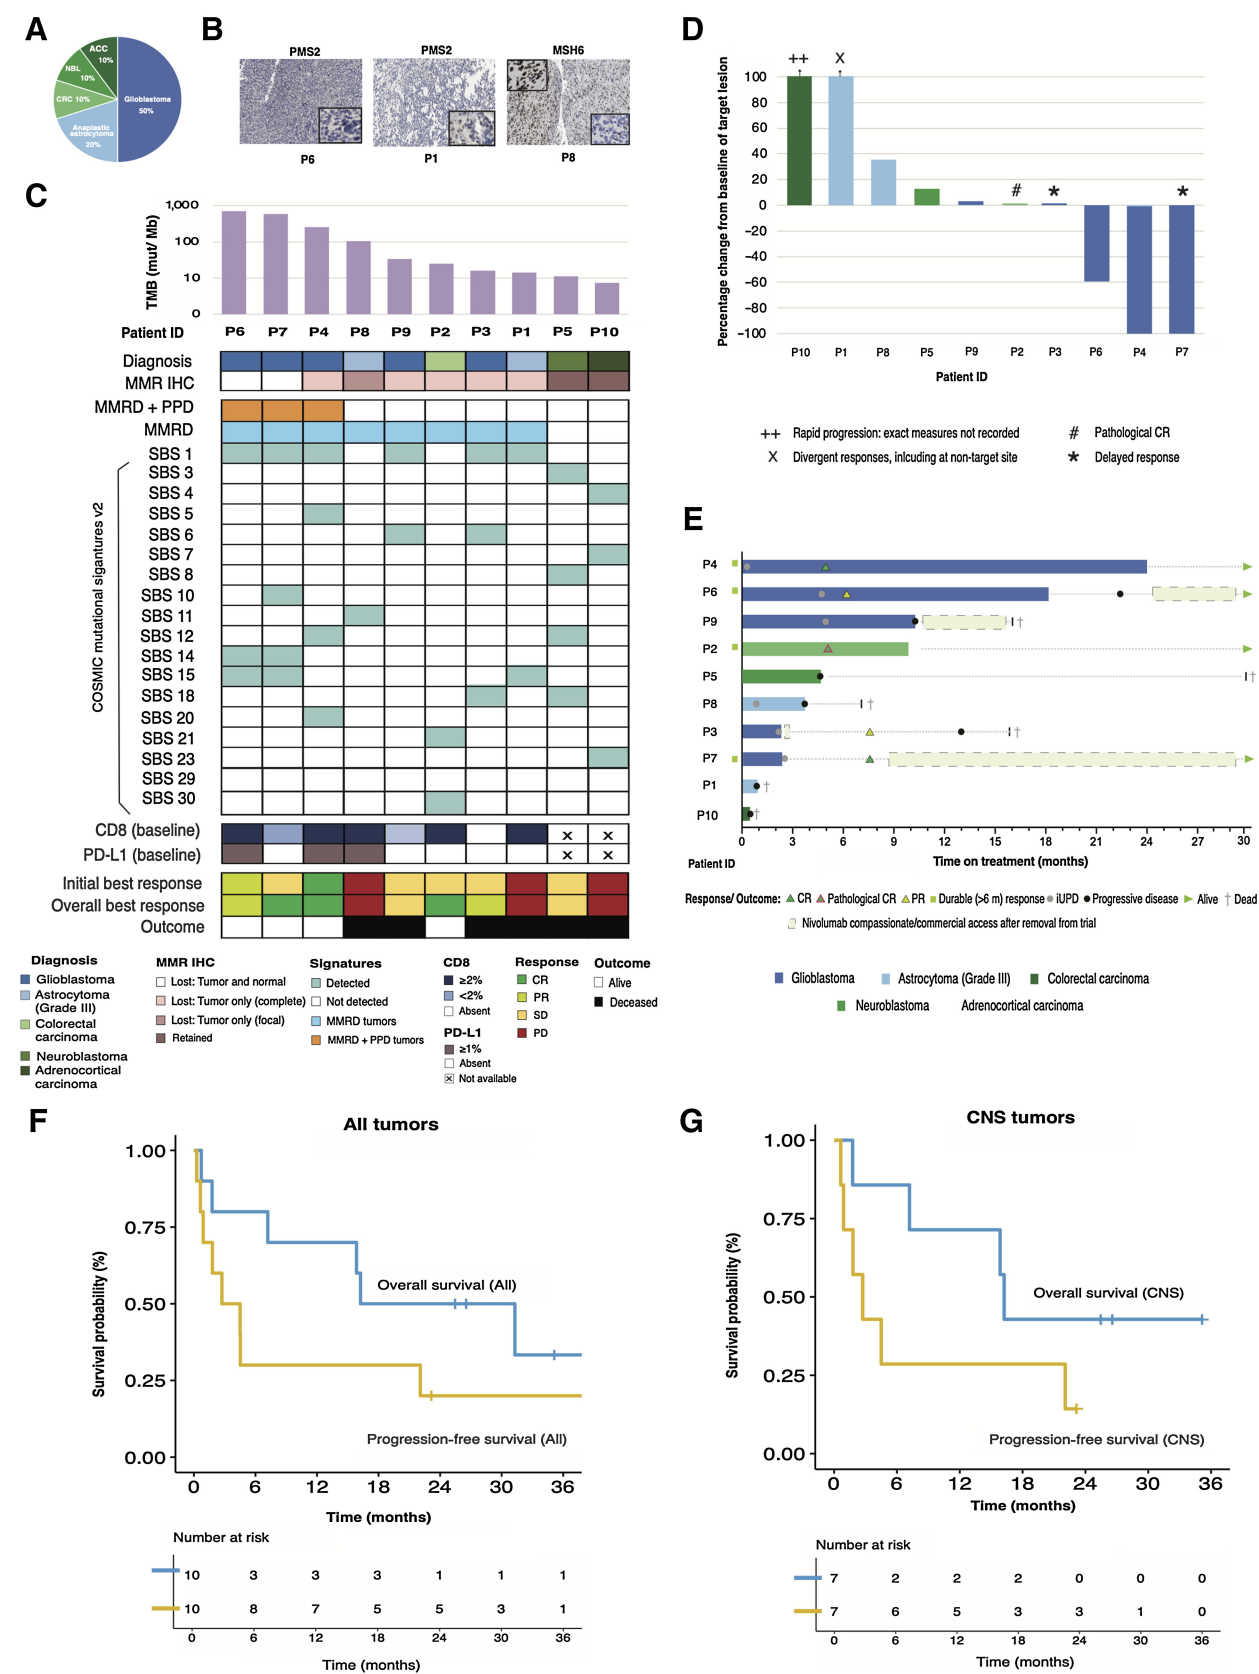 A
ACC
10%
NBL
10%
CRC 10%
Glioblastoma
50%
Anaplastic
astrocytoma
20%
B
PMS2
PMS2
MSH6
P6
P1
P8
C
TMB (mut/ Mb)
1,000
100
10
0
Patient ID
P6 P7 P4 P8 P9 P2 P3 P1 P5 P10
Diagnosis
MMR IHC
MMRD + PPD
MMRD
COSMIC mutational sigantures v2
SBS 1
SBS 3
SBS 4
SBS 5
SBS 6
SBS 7
SBS 8
SBS 10
SBS 11
SBS 12
SBS 14
SBS 15
SBS 18
SBS 20
SBS 21
SBS 23
SBS 29
SBS 30
CD8 (baseline) x x
PD-L1 (baseline) x x
Initial best response
Overall best response
Outcome
Diagnosis
Glioblastoma
Astrocytoma
(Grade III)
Colorectal
carcinoma
Neuroblastoma
Adrenocortical
carcinoma
MMR IHC
Lost: Tumor and normal
Lost: Tumor only (complete)
Lost: Tumor only (focal)
Retained
Signatures
Detected
Not detected
MMRD tumors
MMRD + PPD tumors
CD8
≥2%
<2%
Absent
PD-L1
≥1%
Absent
x Not available
Response
CR
PR
SD
PD
Outcome
Alive
Deceased
D
Percentage change from baseline of target lesion
100
80
60
40
20
0
-20
-40
-60
-80
-100
++ X # * *
P10 P1 P8 P5 P9 P2 P3 P6 P4 P7
Patient ID
++ Rapid progression: exact measures not recorded
X Divergent responses, inlcuding at non-target site
# Pathological CR
* Delayed response
E
P4
P6
P9 †
P2
P5 †
P8 †
P3 †
P7
P1 †
P10 †
0 3 6 9 12 15 18 21 24 27 30
Patient ID
Time on treatment (months)
Response/ Outcome: CR Pathological CR PR Durable (>6 m) response iUPD Progressive disease Alive † Dead
Nivolumab compassionate/commercial access after removal from trial
Glioblastoma Astrocytoma (Grade III) Colorectal carcinoma
Neuroblastoma Adrenocortical carcinoma
F
All tumors
Survival probability (%)
1.00
0.75
0.50
0.25
0.00
Overall survival (All)
Progression-free survival (All)
0 6 12 18 24 30 36
Time (months)
Number at risk
10 3 3 3 1 1 1
10 8 7 5 5 3 1
0 6 12 18 24 30 36
Time (months)
G
CNS tumors
Survival probability (%)
1.00
0.75
0.50
0.25
0.00
Overall survival (CNS)
Progression-free survival (CNS)
0 6 12 18 24 30 36
Time (months)
Number at risk
7 2 2 2 0 0 0
7 6 5 3 3 1 0
0 6 12 18 24 30 36
Time (months)